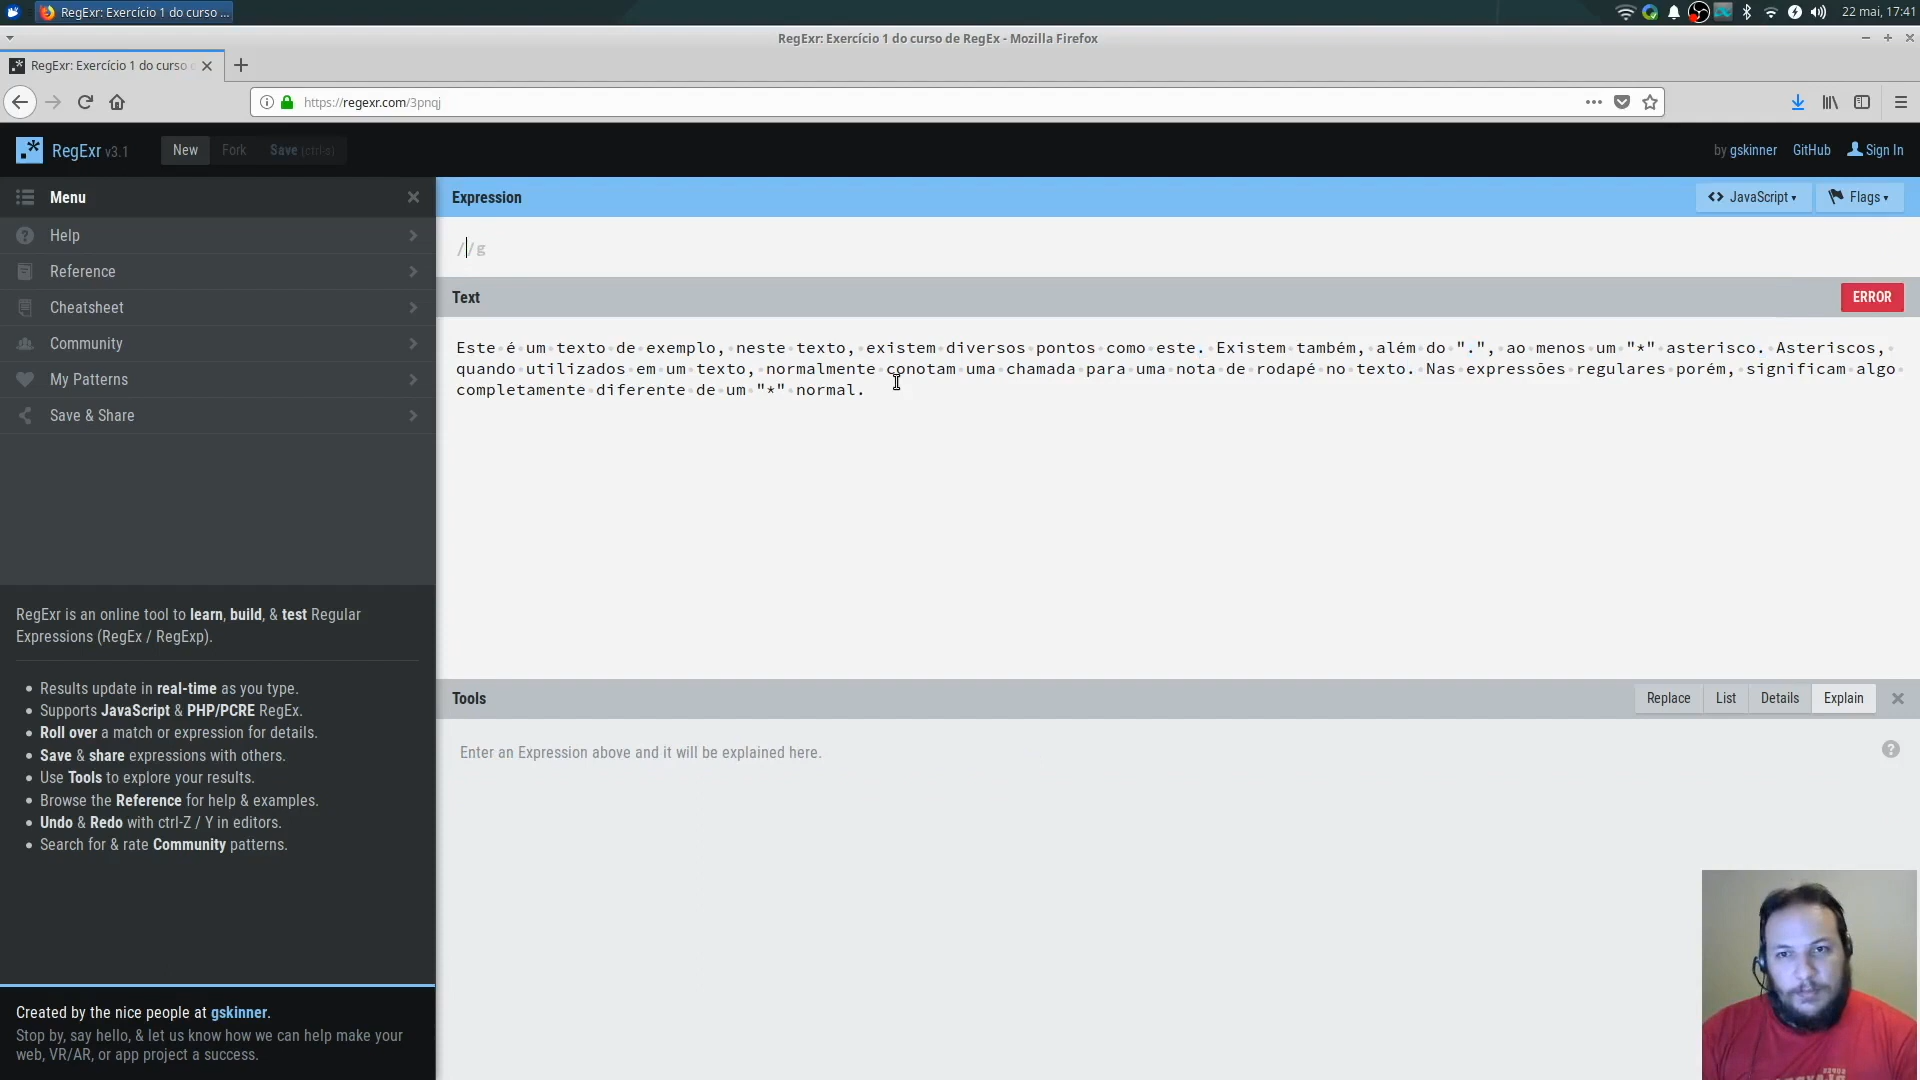 RegExr: Exercício 1 do curso ...
22 mai, 17:41
RegExr: Exercício 1 do curso de RegEx - Mozilla Firefox
RegExr: Exercício 1 do curso
https://regexr.com/3pnqj
RegExr v3.1
New
Fork
Save (ctrl-s)
by gskinner
GitHub
Sign In
Menu
Help
Reference
Cheatsheet
Community
My Patterns
Save & Share
Expression
JavaScript
Flags
//g
Text
ERROR
Este é um texto de exemplo, neste texto, existem diversos pontos como este. Existem também, além do ".", ao menos um "*" asterisco. Asteriscos,
quando utilizados em um texto, normalmente conotam uma chamada para uma nota de rodapé no texto. Nas expressões regulares porém, significam algo
completamente diferente de um "*" normal.
RegExr is an online tool to learn, build, & test Regular
Expressions (RegEx / RegExp).
Results update in real-time as you type.
Supports JavaScript & PHP/PCRE RegEx.
Roll over a match or expression for details.
Save & share expressions with others.
Use Tools to explore your results.
Browse the Reference for help & examples.
Undo & Redo with ctrl-Z / Y in editors.
Search for & rate Community patterns.
Tools
Replace
List
Details
Explain
Enter an Expression above and it will be explained here.
Created by the nice people at gskinner.
Stop by, say hello, & let us know how we can help make your
web, VR/AR, or app project a success.